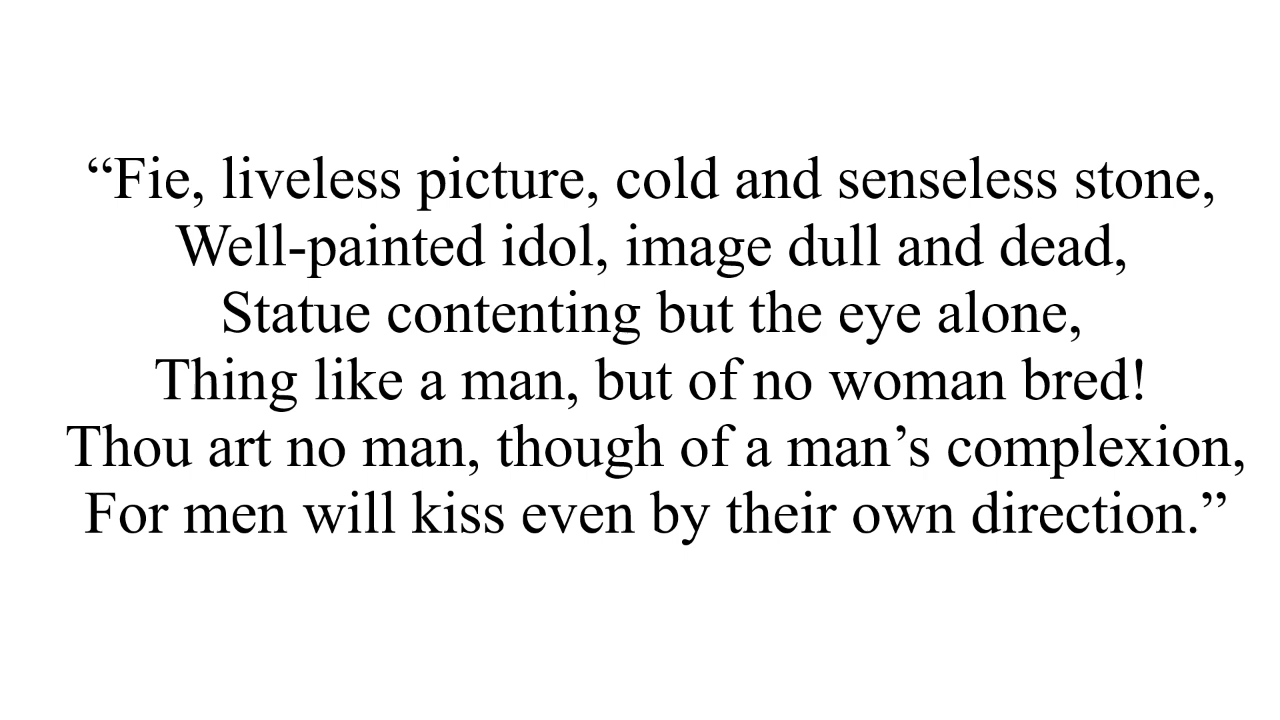 “Fie, liveless picture, cold and senseless stone,
Well-painted idol, image dull and dead,
Statue contenting but the eye alone,
Thing like a man, but of no woman bred!
Thou art no man, though of a man’s complexion,
For men will kiss even by their own direction.”